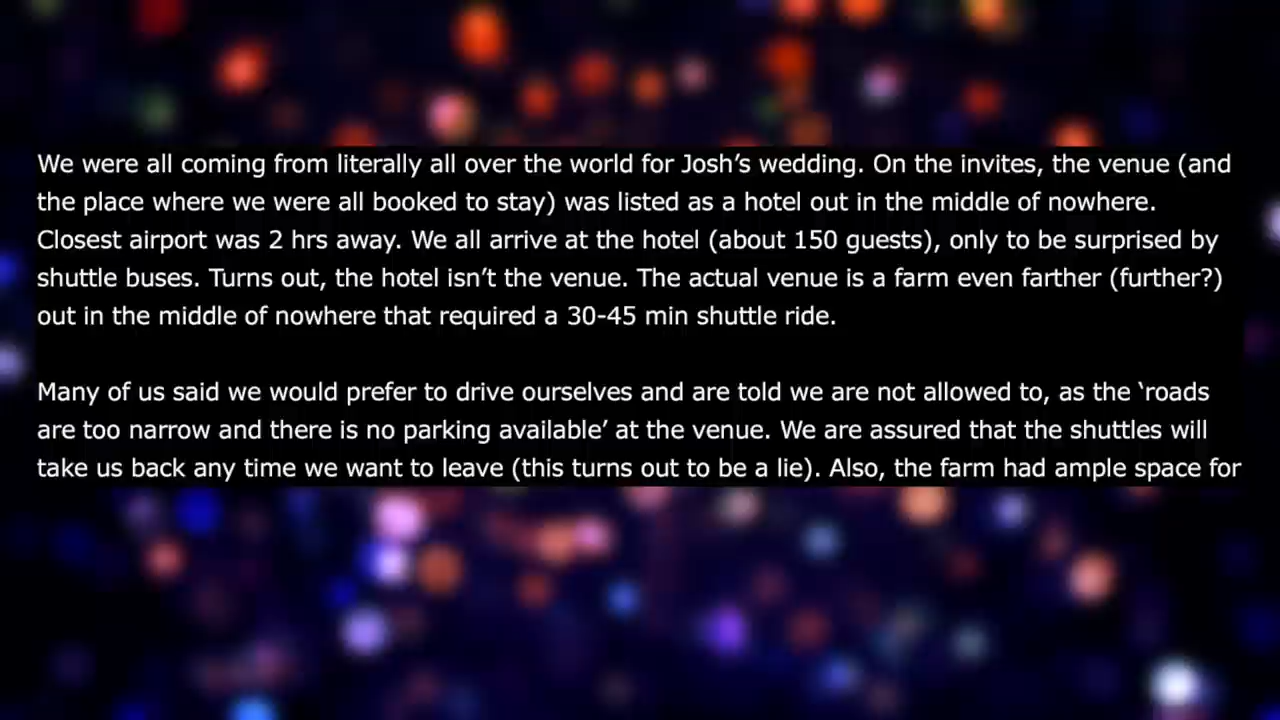 We were all coming from literally all over the world for Josh’s wedding. On the invites, the venue (and
the place where we were all booked to stay) was listed as a hotel out in the middle of nowhere.
Closest airport was 2 hrs away. We all arrive at the hotel (about 150 guests), only to be surprised by
shuttle buses. Turns out, the hotel isn’t the venue. The actual venue is a farm even farther (further?)
out in the middle of nowhere that required a 30-45 min shuttle ride.
Many of us said we would prefer to drive ourselves and are told we are not allowed to, as the ‘roads
are too narrow and there is no parking available’ at the venue. We are assured that the shuttles will
take us back any time we want to leave (this turns out to be a lie). Also, the farm had ample space for